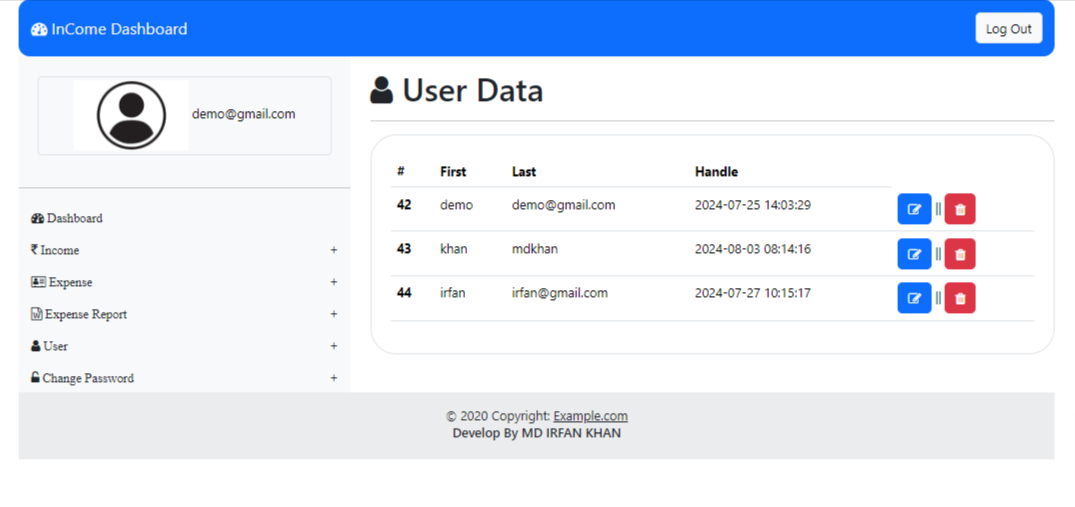 InCome Dashboard
Log Out
demo@gmail.com
Dashboard
₹ Income +
Expense +
Expense Report +
User +
Change Password +
User Data
# First Last Handle
42 demo demo@gmail.com 2024-07-25 14:03:29 ||
43 khan mdkhan 2024-08-03 08:14:16 ||
44 irfan irfan@gmail.com 2024-07-27 10:15:17 ||
© 2020 Copyright: Example.com
Develop By MD IRFAN KHAN